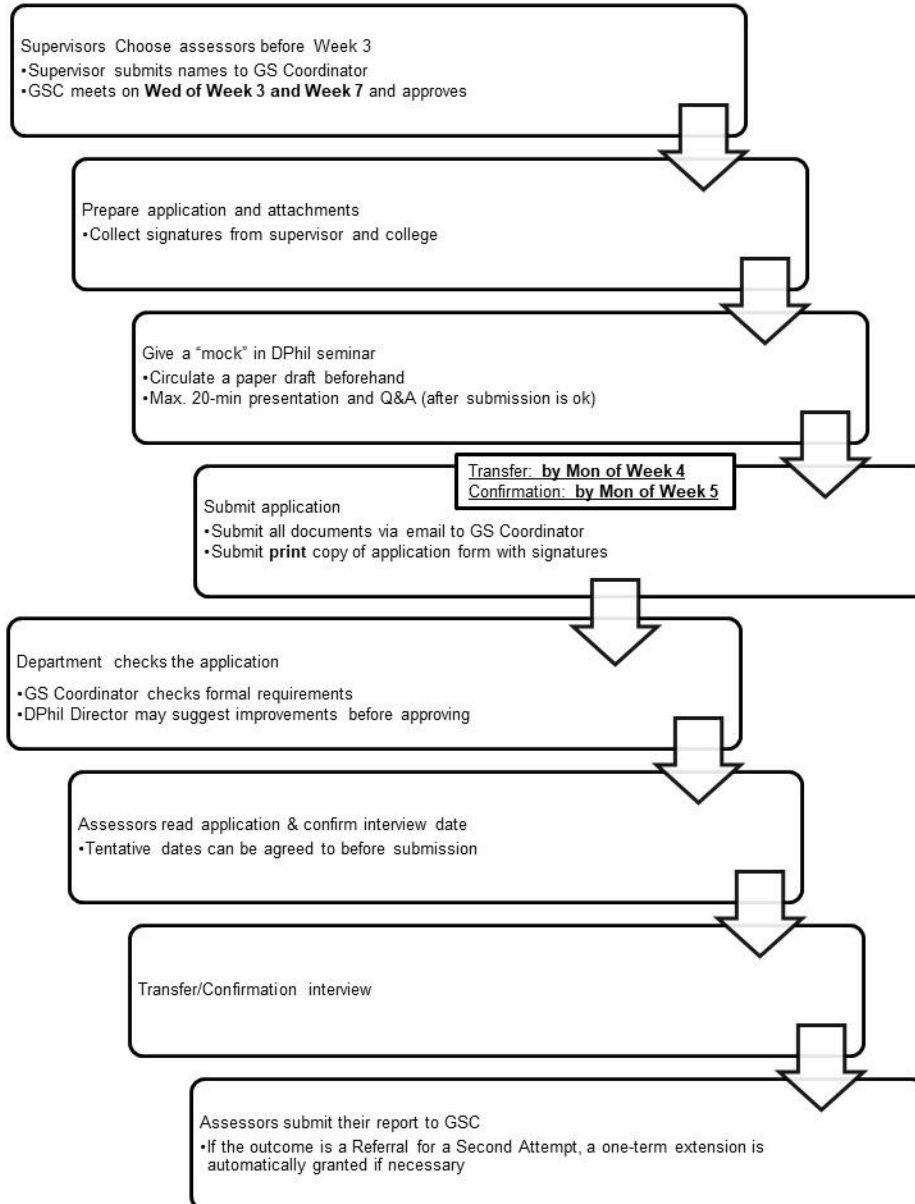 Supervisors Choose assessors before Week 3
•Supervisor submits names to GS Coordinator
•GSC meets on Wed of Week 3 and Week 7 and approves
Prepare application and attachments
•Collect signatures from supervisor and college
Give a “mock” in DPhil seminar
•Circulate a paper draft beforehand
•Max. 20-min presentation and Q&A (after submission is ok)
Transfer: by Mon of Week 4
Confirmation: by Mon of Week 5
Submit application
•Submit all documents via email to GS Coordinator
•Submit print copy of application form with signatures
Department checks the application
•GS Coordinator checks formal requirements
•DPhil Director may suggest improvements before approving
Assessors read application & confirm interview date
•Tentative dates can be agreed to before submission
Transfer/Confirmation interview
Assessors submit their report to GSC
•If the outcome is a Referral for a Second Attempt, a one-term extension is
automatically granted if necessary